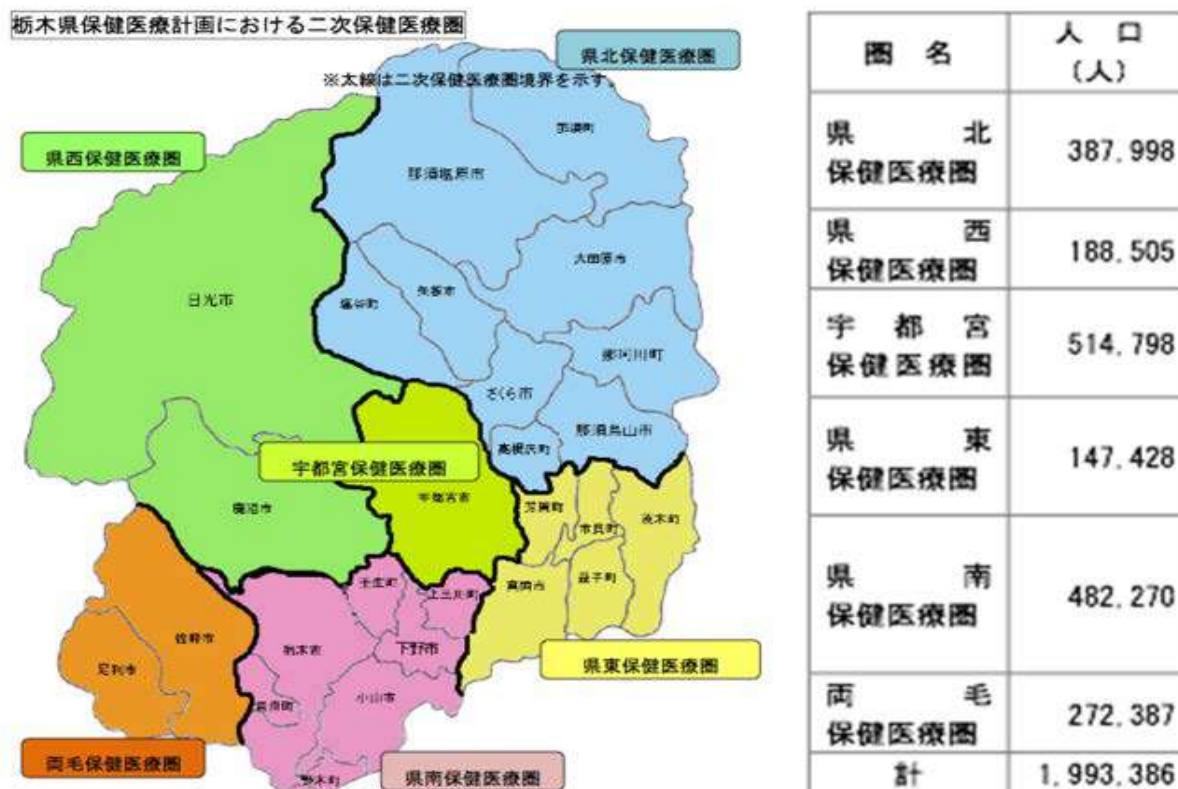 栃木県保健医療計画における二次保健医療圏
県北保健医療圏
※太線は二次保健医療圏境界を示す。
県西保健医療圏
那須町
那須塩原市
大田原市
日光市
矢板市
塩谷町
那珂川町
さくら市
那須烏山市
高根沢町
宇都宮保健医療圏
宇都宮市
鹿沼市
芳賀町
市貝町
茂木町
真岡市
益子町
壬生町
上三川町
佐野市
栃木市
下野市
足利市
県東保健医療圏
小山市
岩舟町
両毛保健医療圏
野木町
県南保健医療圏
圏 名 人 口
(人)
県 北
保健医療圏 387,998
県 西
保健医療圏 188,505
宇 都 宮
保健医療圏 514,798
県 東
保健医療圏 147,428
県 南
保健医療圏 482,270
両 毛
保健医療圏 272,387
計 1,993,386